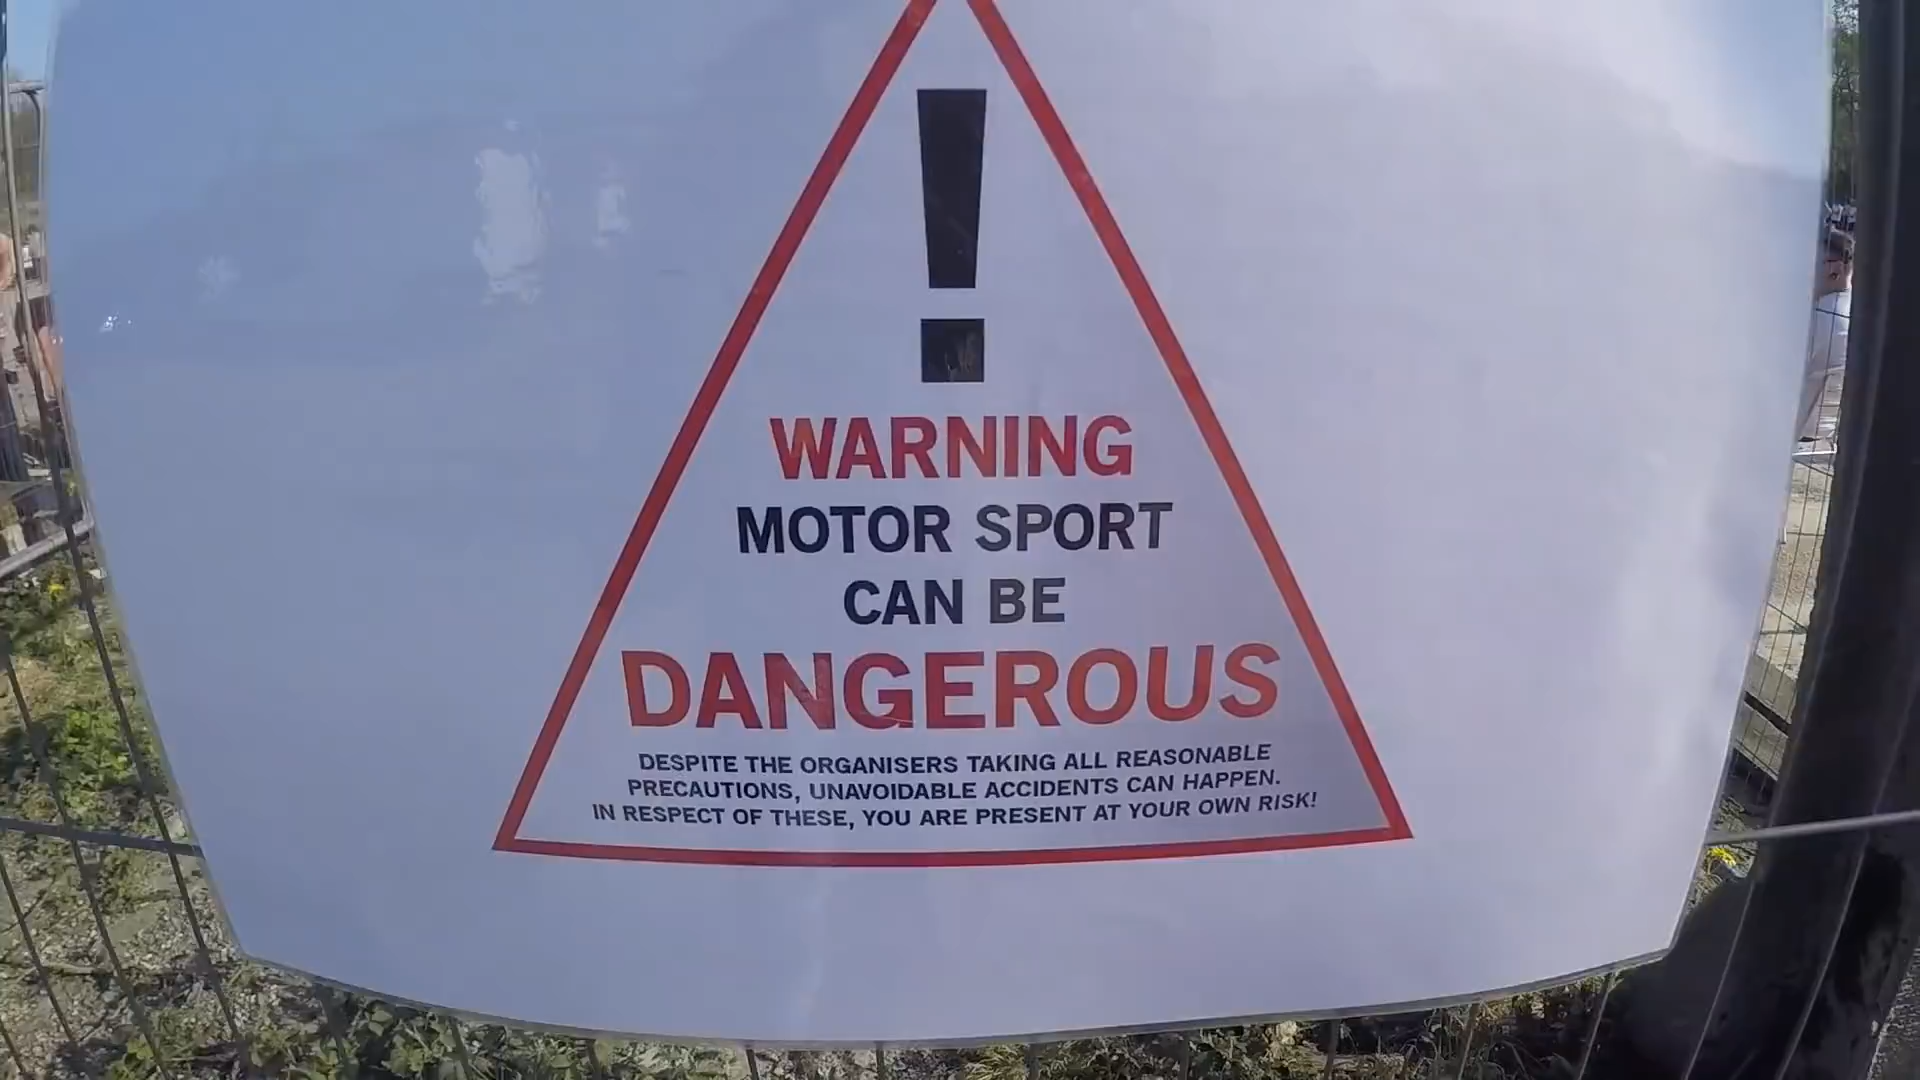 !
WARNING
MOTOR SPORT
CAN BE
DANGEROUS
DESPITE THE ORGANISERS TAKING ALL REASONABLE
PRECAUTIONS, UNAVOIDABLE ACCIDENTS CAN HAPPEN.
IN RESPECT OF THESE, YOU ARE PRESENT AT YOUR OWN RISK!